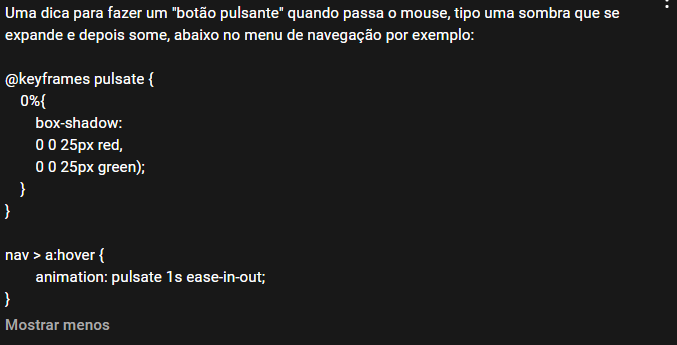 Uma dica para fazer um "botão pulsante" quando passa o mouse, tipo uma sombra que se
expande e depois some, abaixo no menu de navegação por exemplo:
@keyframes pulsate {
0%{
box-shadow:
0 0 25px red,
0 0 25px green);
}
}
nav > a:hover {
animation: pulsate 1s ease-in-out;
}
Mostrar menos